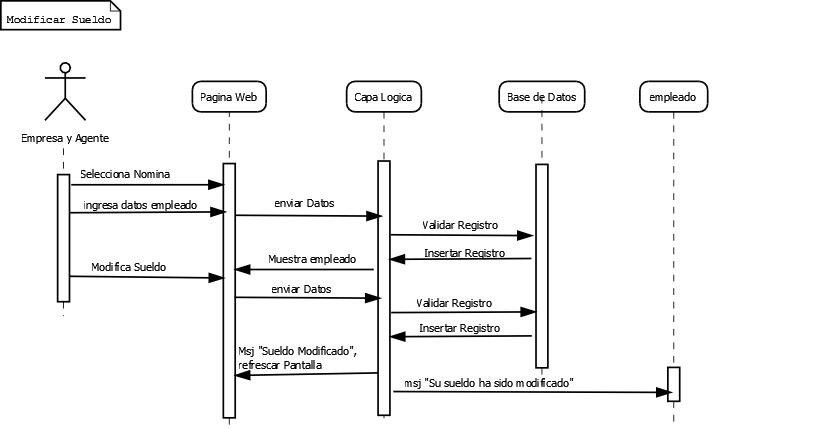 Modificar Sueldo
Empresa y Agente
Pagina Web
Capa Logica
Base de Datos
empleado
Selecciona Nomina
ingresa datos empleado
enviar Datos
Validar Registro
Insertar Registro
Muestra empleado
Modifica Sueldo
enviar Datos
Validar Registro
Insertar Registro
Msj "Sueldo Modificado",
refrescar Pantalla
msj "Su sueldo ha sido modificado"